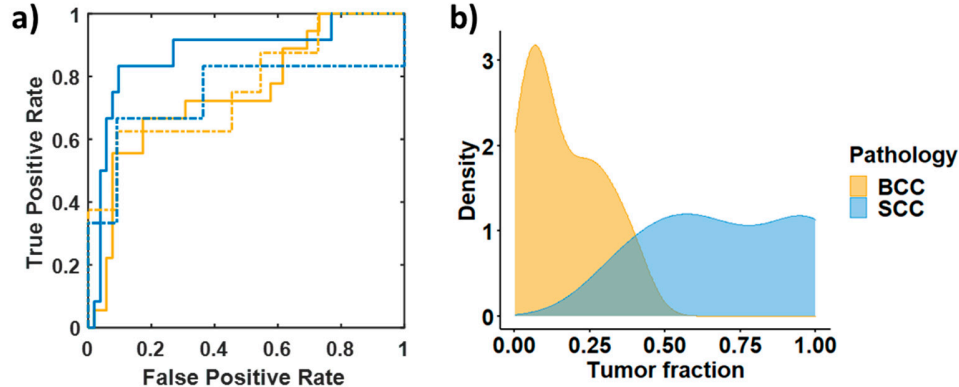 a)
True Positive Rate
1
0.8
0.6
0.4
0.2
0
0 0.2 0.4 0.6 0.8 1
False Positive Rate
b)
Density
3
2
1
0
0.00 0.25 0.50 0.75 1.00
Tumor fraction
Pathology
BCC
SCC